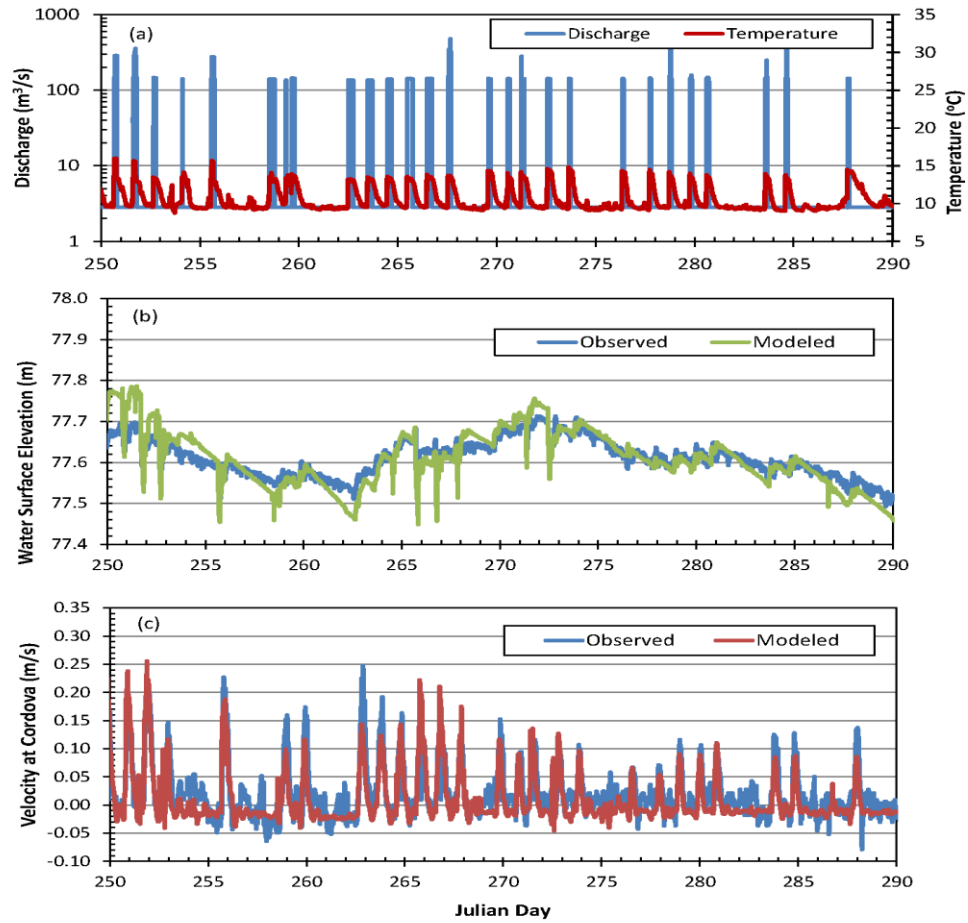 (a)
Discharge Temperature
Discharge (m³/s)
1000
100
10
1
35
30
25
20
15
10
5
Temperature (ºC)
250 255 260 265 270 275 280 285 290
(b)
Observed Modeled
Water Surface Elevation (m)
78.0
77.9
77.8
77.7
77.6
77.5
77.4
250 255 260 265 270 275 280 285 290
(c)
Observed Modeled
Velocity at Cordova (m/s)
0.35
0.30
0.25
0.20
0.15
0.10
0.05
0.00
-0.05
-0.10
250 255 260 265 270 275 280 285 290
Julian Day